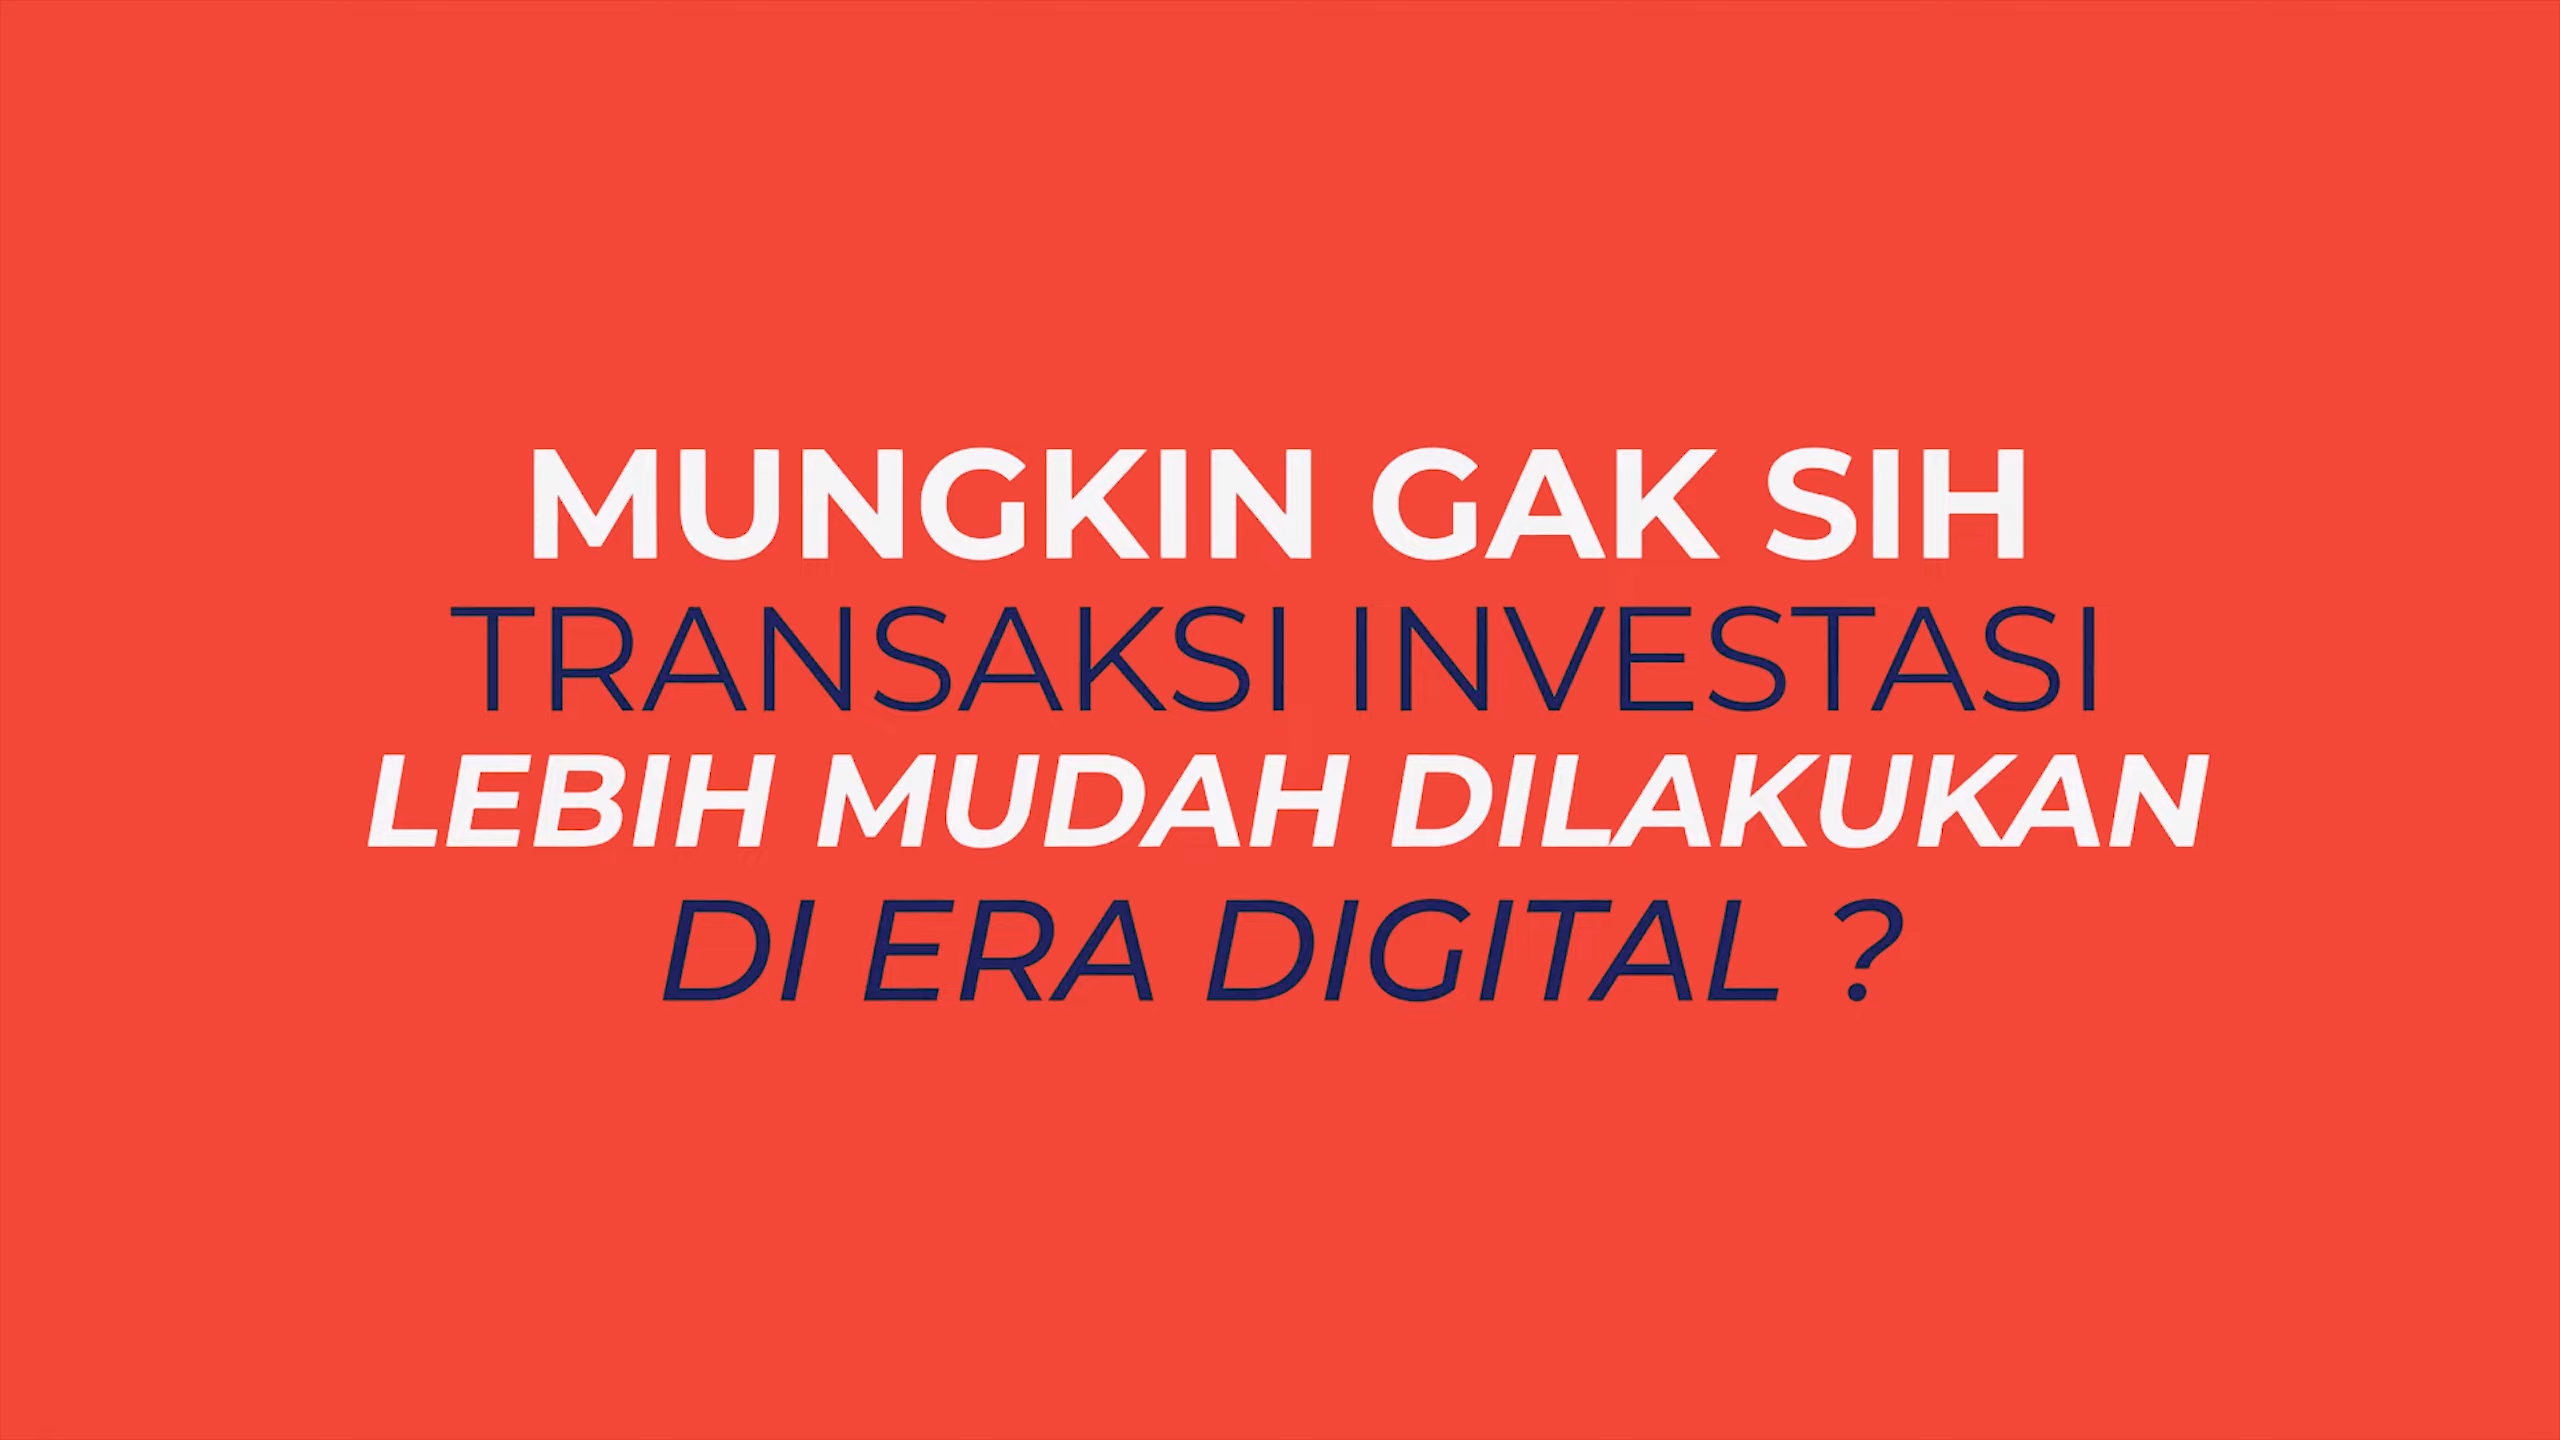 MUNGKIN GAK SIH
TRANSAKSI INVESTASI
LEBIH MUDAH DILAKUKAN
DI ERA DIGITAL ?